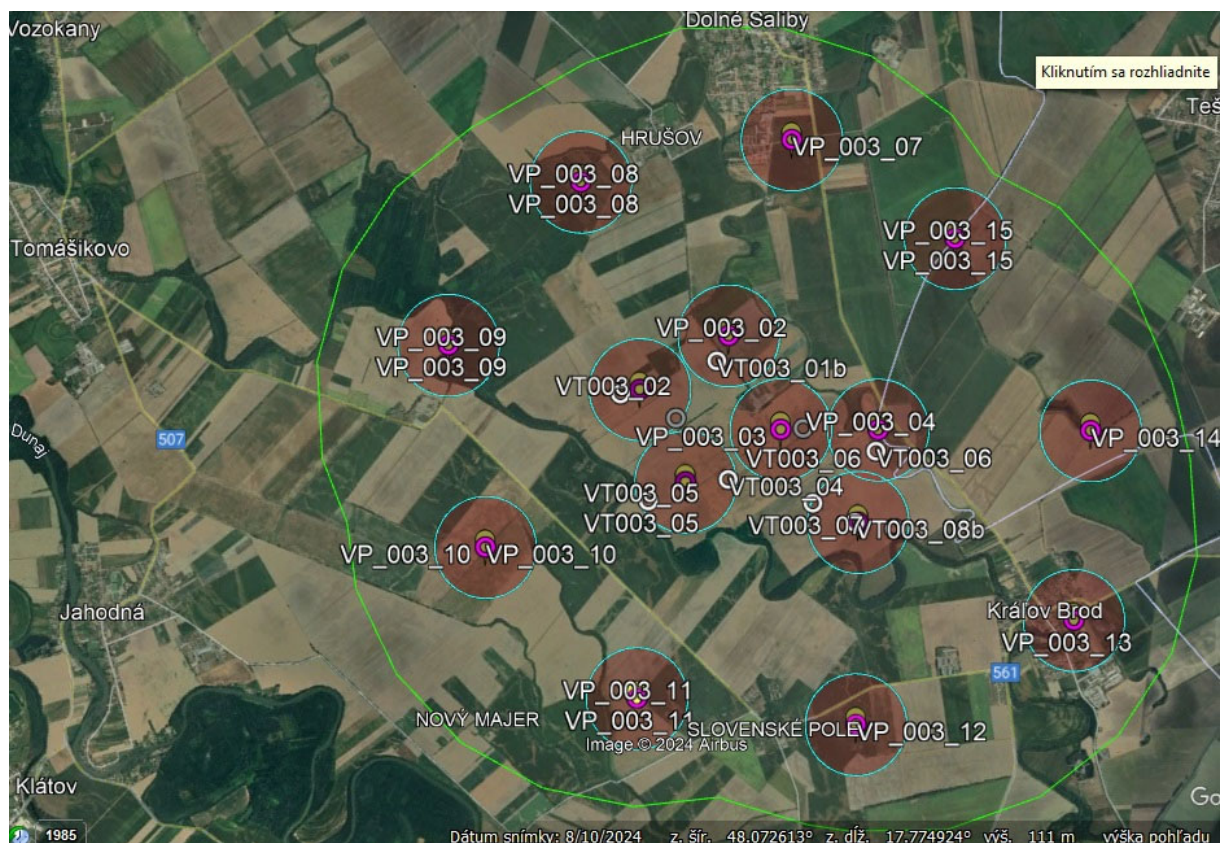 Vozokany
Dolné Saliby
Kliknutím sa rozhliadnite
Teš
HRUŠOV
VP_003_07
VP_003_08
VP_003_08
VP_003_15
VP_003_15
Tomášikovo
VP_003_02
VP_003_09
VP_003_09
VT003_01b
VT003_02
VP_003_04
VP_003_03
VP_003_14
507
Dunaj
VT003_06
VT003_06
VT003_04
VT003_05
VT003_05
VT003_07
VT003_08b
VP_003_10
VP_003_10
Jahodná
Kráľov Brod
VP_003_13
561
VP_003_11
VP_003_11
NOVÝ MAJER
SLOVENSKÉ POLE
VP_003_12
Image © 2024 Airbus
Klátov
Go
1985
Dátum snímky: 8/10/2024 z. šír. 48.072613° z. dĺž. 17.774924° výš. 111 m výška pohľadu